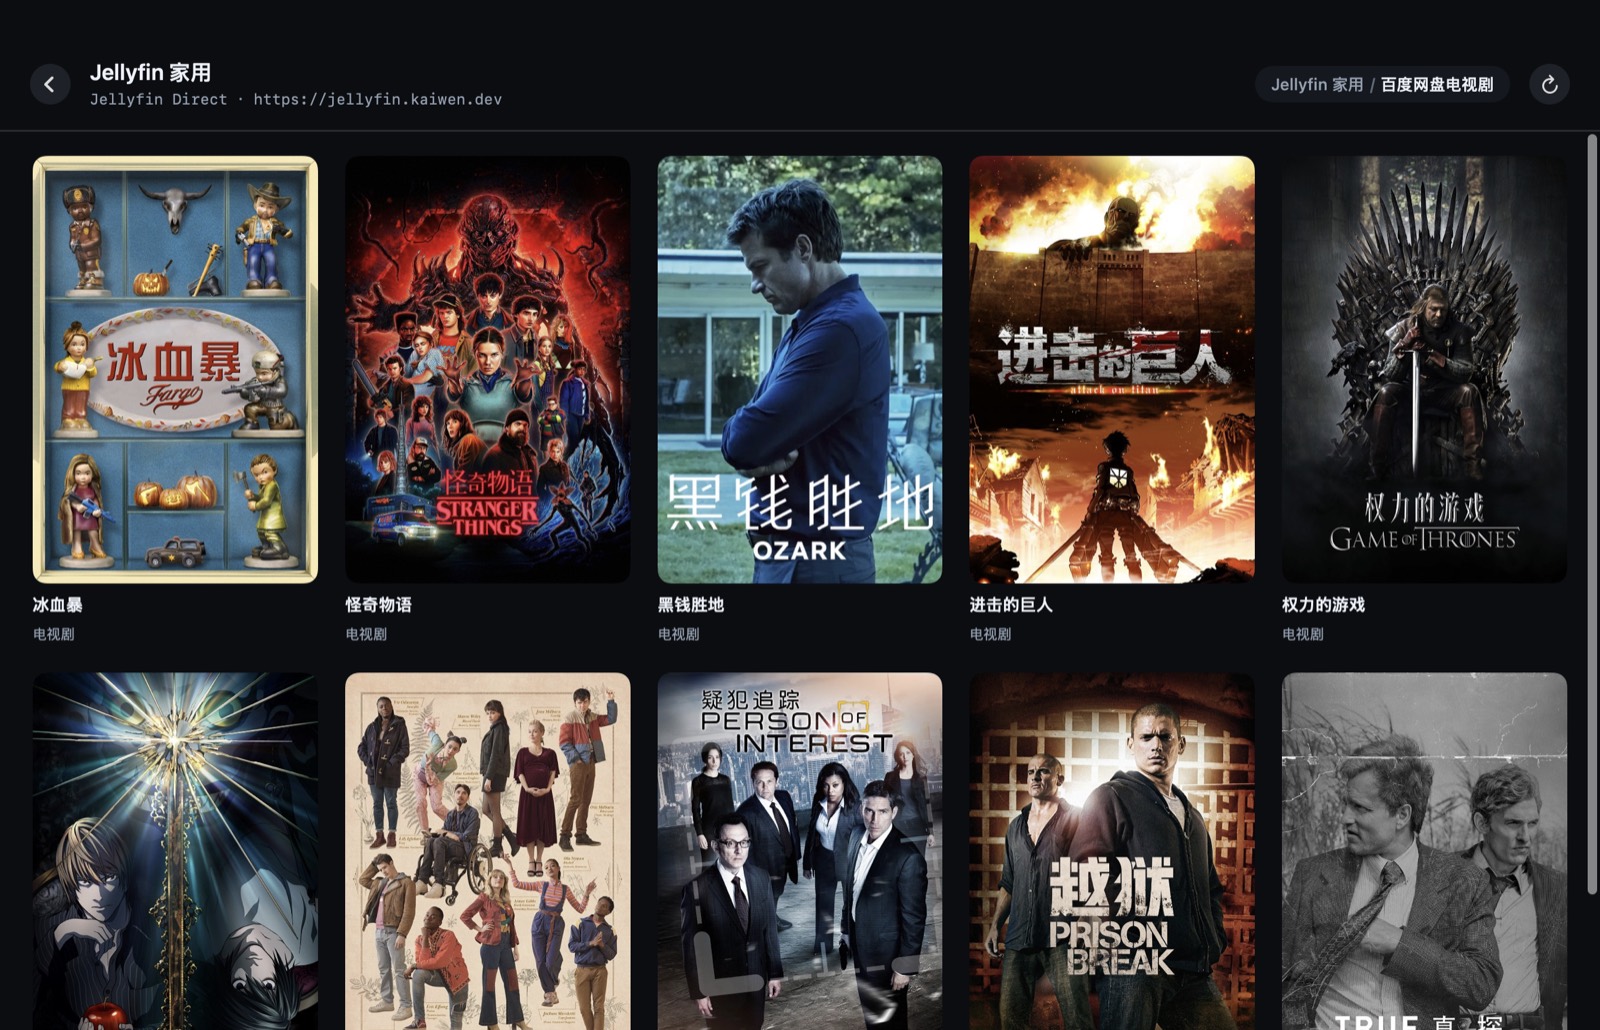 Jellyfin 家用
Jellyfin Direct · https://jellyfin.kaiwen.dev
Jellyfin 家用 / 百度网盘电视剧
冰血暴
Fargo
怪奇物语
STRANGER
THINGS
黑钱胜地
OZARK
进击的巨人
attack on titan
权力的游戏
GAME OF THRONES
冰血暴
怪奇物语
黑钱胜地
进击的巨人
权力的游戏
电视剧
电视剧
电视剧
电视剧
电视剧
疑犯追踪
PERSON OF
INTEREST
越狱
PRISON
BREAK
TRUE 真探